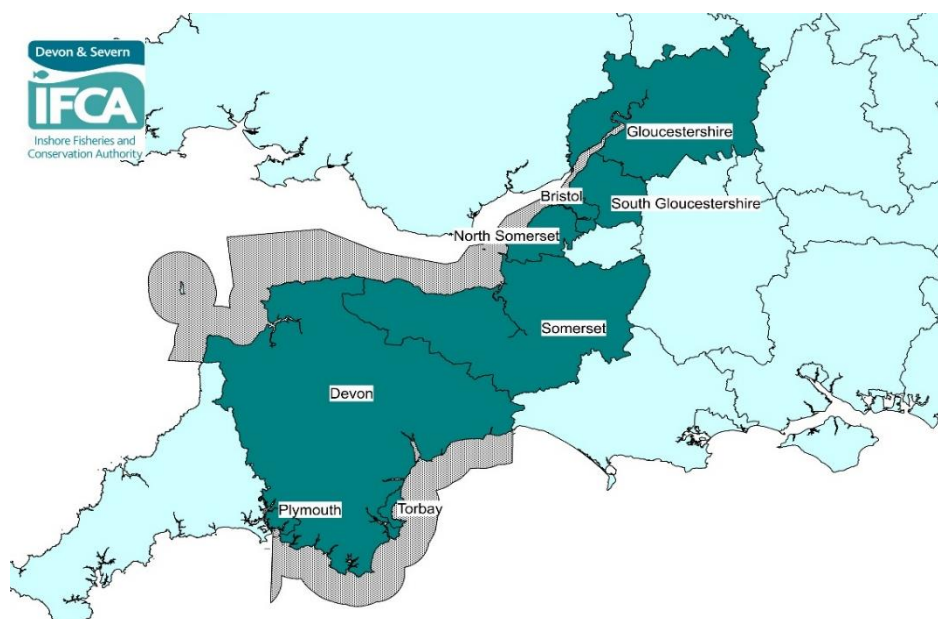 Devon & Severn
IFCA
Inshore Fisheries and
Conservation Authority
Gloucestershire
Bristol
South Gloucestershire
North Somerset
Somerset
Devon
Plymouth
Torbay